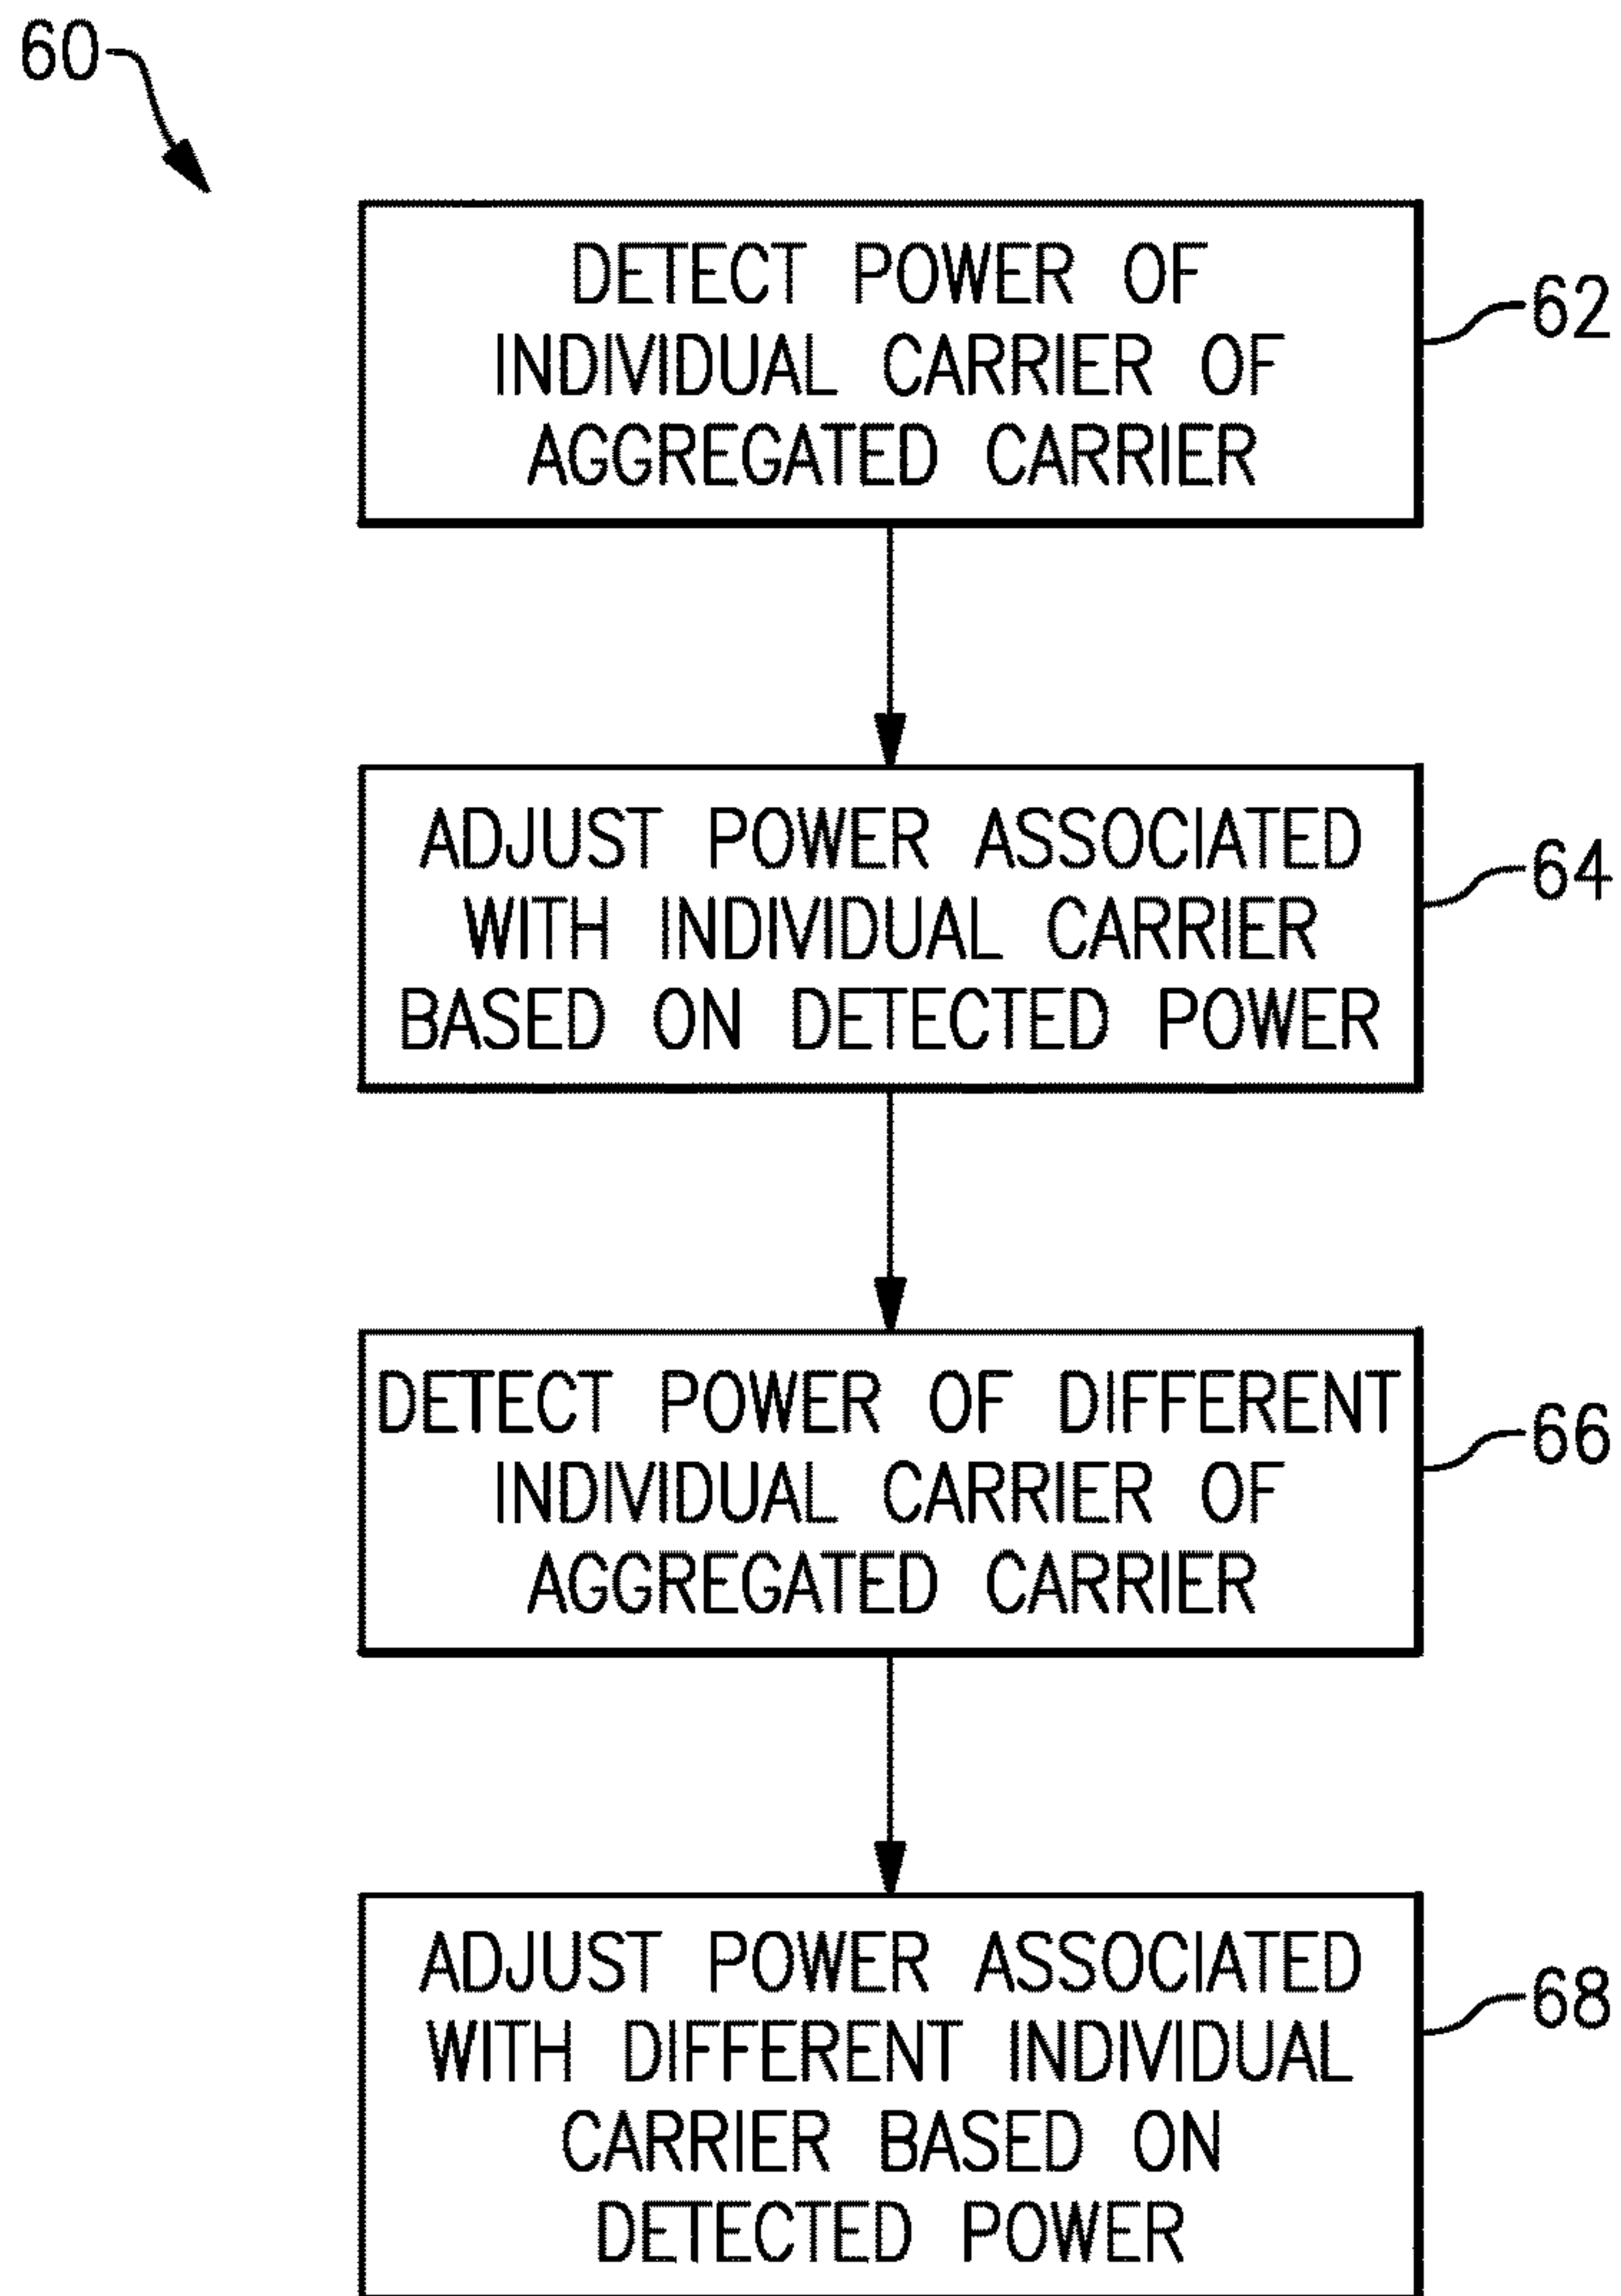 60
DETECT POWER OF
INDIVIDUAL CARRIER OF
AGGREGATED CARRIER
62
ADJUST POWER ASSOCIATED
WITH INDIVIDUAL CARRIER
BASED ON DETECTED POWER
64
DETECT POWER OF DIFFERENT
INDIVIDUAL CARRIER OF
AGGREGATED CARRIER
66
ADJUST POWER ASSOCIATED
WITH DIFFERENT INDIVIDUAL
CARRIER BASED ON
DETECTED POWER
68